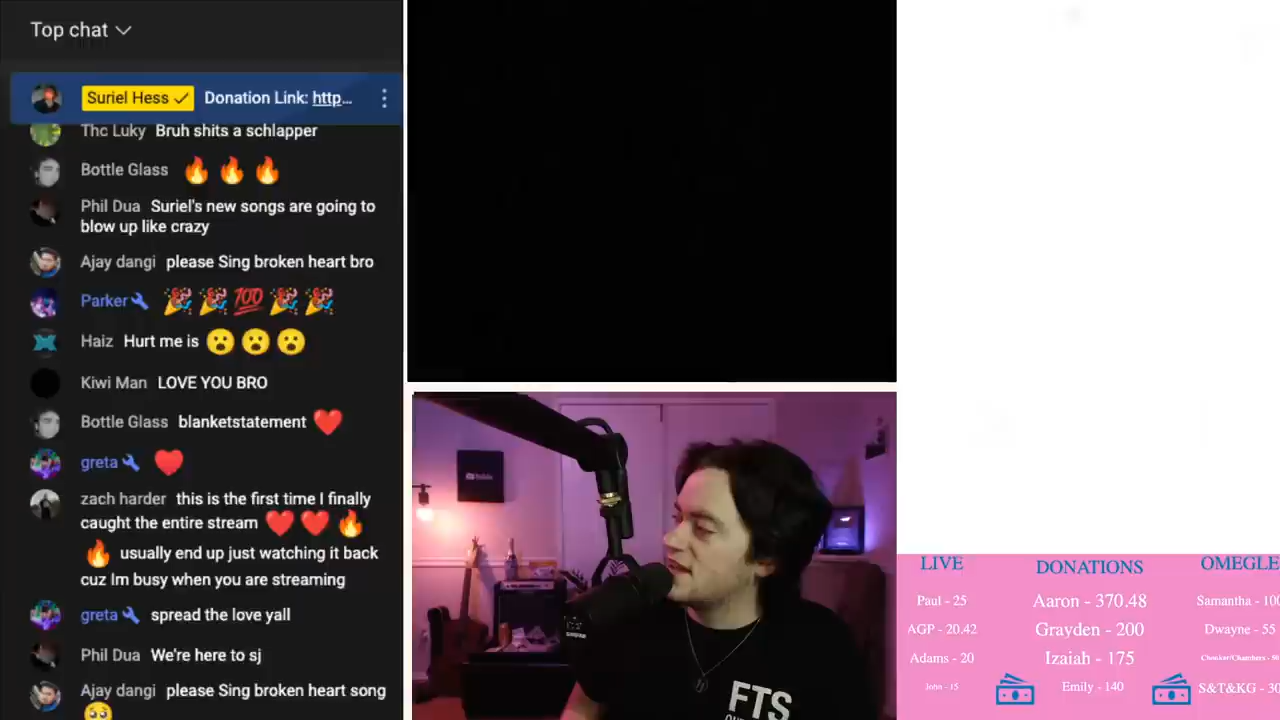 Top chat
Suriel Hess Donation Link: http...
Thc Luky Bruh shits a schlapper
Bottle Glass
Phil Dua Suriel's new songs are going to
blow up like crazy
Ajay dangi please Sing broken heart bro
Parker 💯
Haiz Hurt me is
Kiwi Man LOVE YOU BRO
Bottle Glass blanketstatement
greta
zach harder this is the first time I finally
caught the entire stream
usually end up just watching it back
cuz Im busy when you are streaming
greta spread the love yall
Phil Dua We're here to sj
Ajay dangi please Sing broken heart song
YouTube
FTS
LIVE
Paul - 25
AGP - 20.42
Adams - 20
John - 15
DONATIONS
Aaron - 370.48
Grayden - 200
Izaiah - 175
Emily - 140
OMEGLE
Samantha - 100
Dwayne - 55
S&T&KG - 30